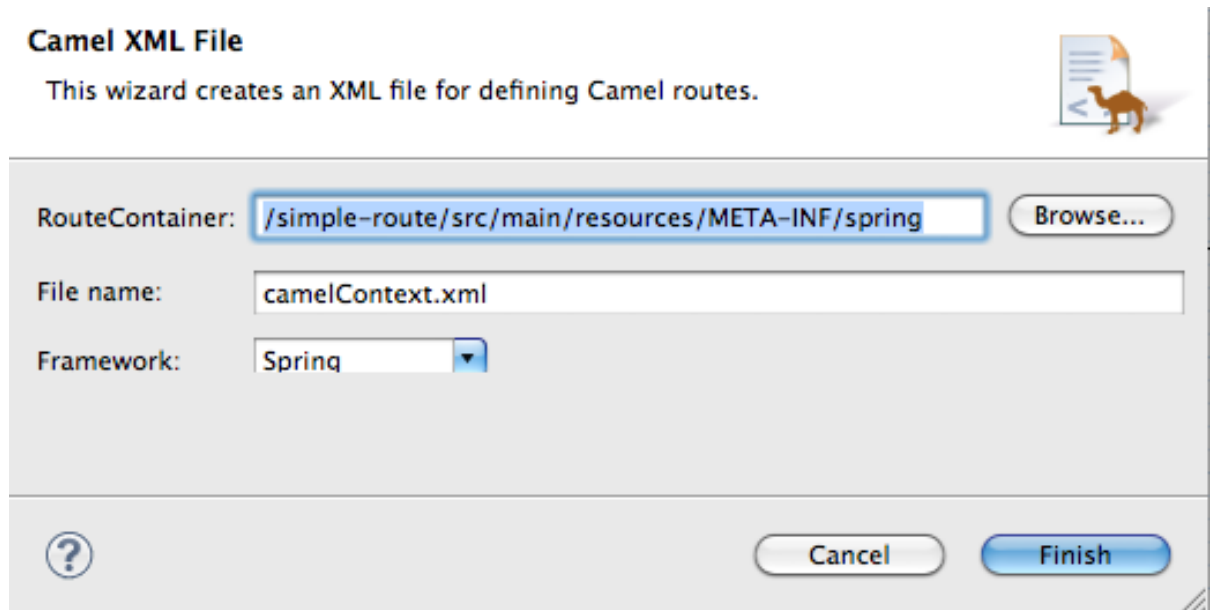 Camel XML File
This wizard creates an XML file for defining Camel routes.
RouteContainer: /simple-route/src/main/resources/META-INF/spring Browse...
File name: camelContext.xml
Framework: Spring
? Cancel Finish